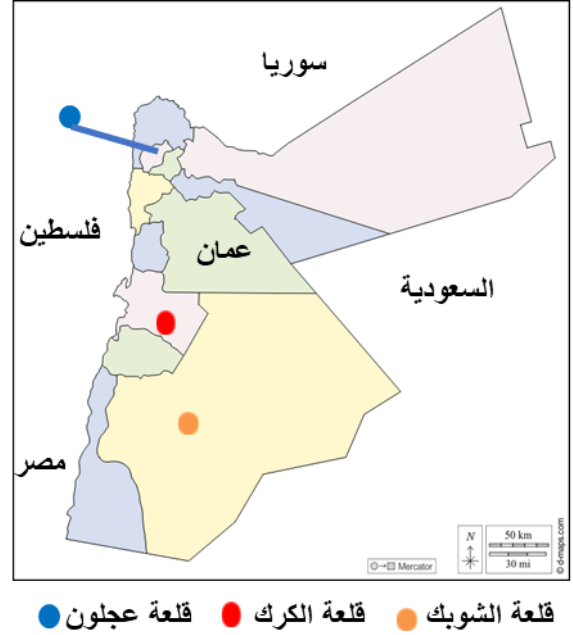 سوريا
فلسطين
عمان
السعودية
مصر
N
50 km
30 mi
Mercator
© d-maps.com
قلعة الشوبك
قلعة الكرك
قلعة عجلون